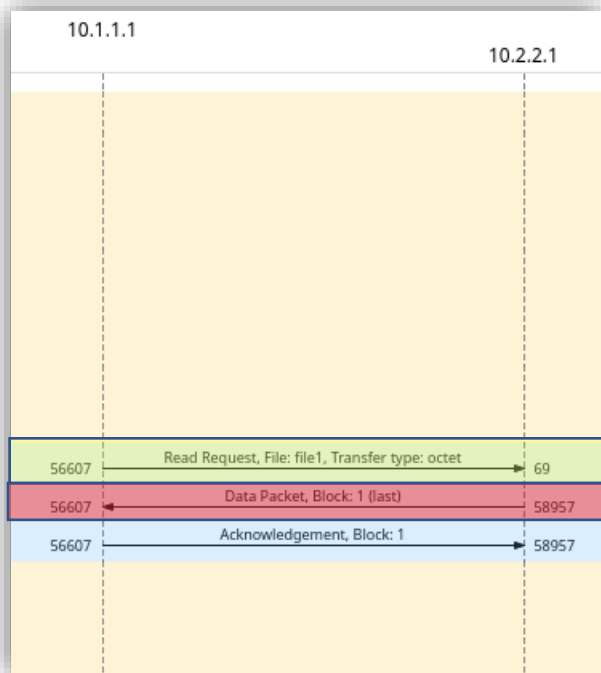 10.1.1.1
10.2.2.1
56607 Read Request, File: file1, Transfer type: octet 69
56607 Data Packet, Block: 1 (last) 58957
56607 Acknowledgement, Block: 1 58957